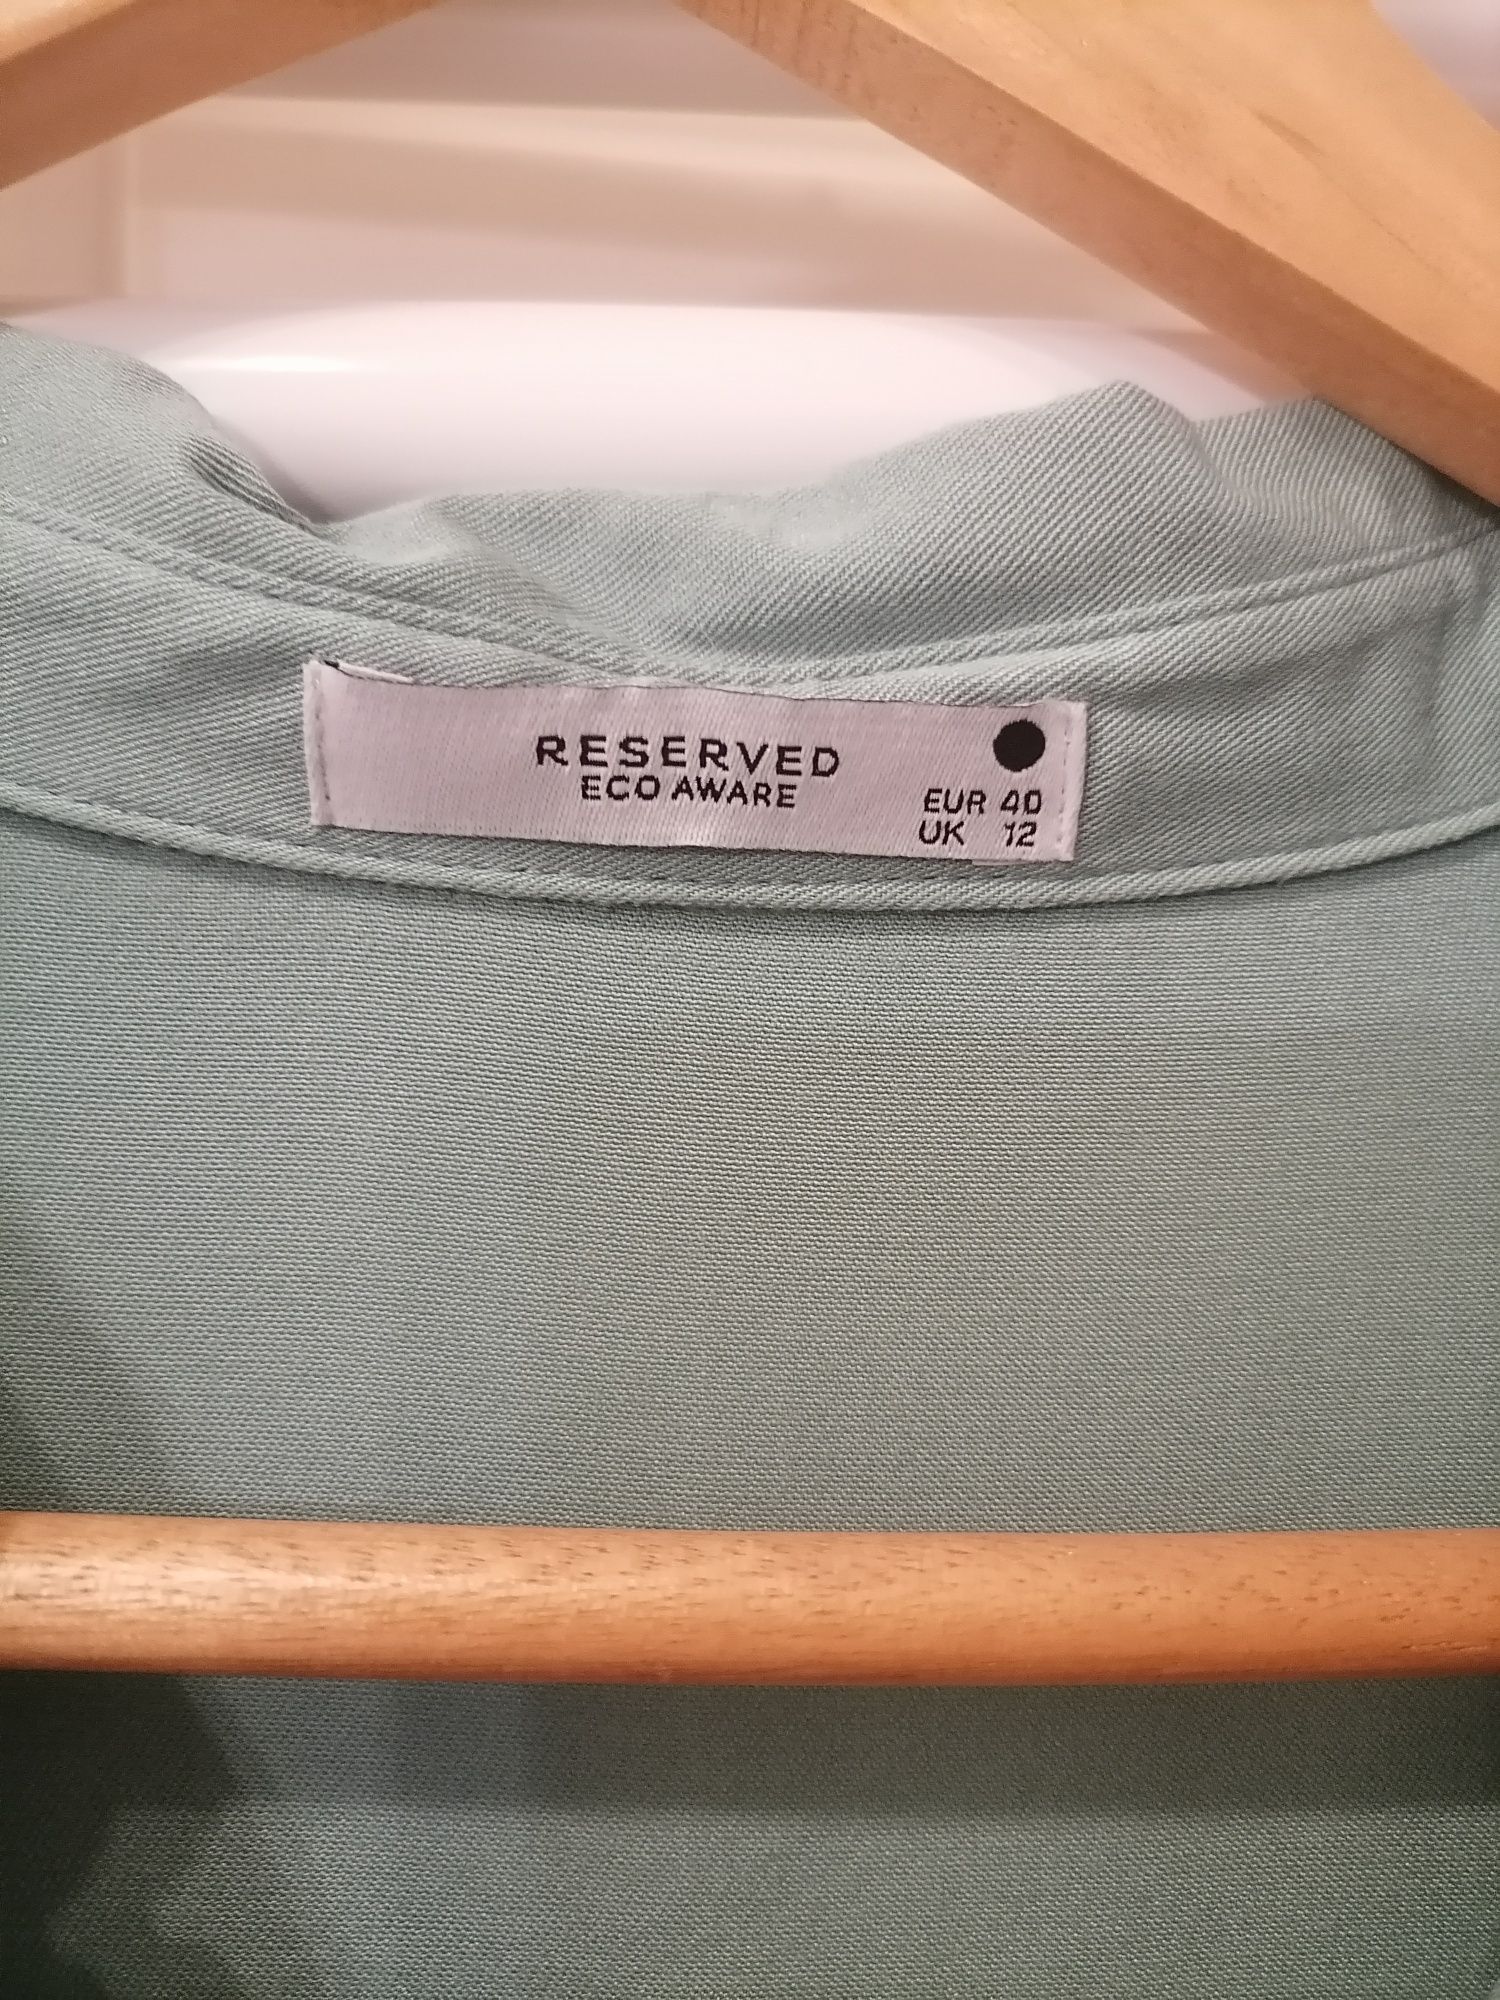 RESERVED
ECO AWARE
EUR 40
UK 12